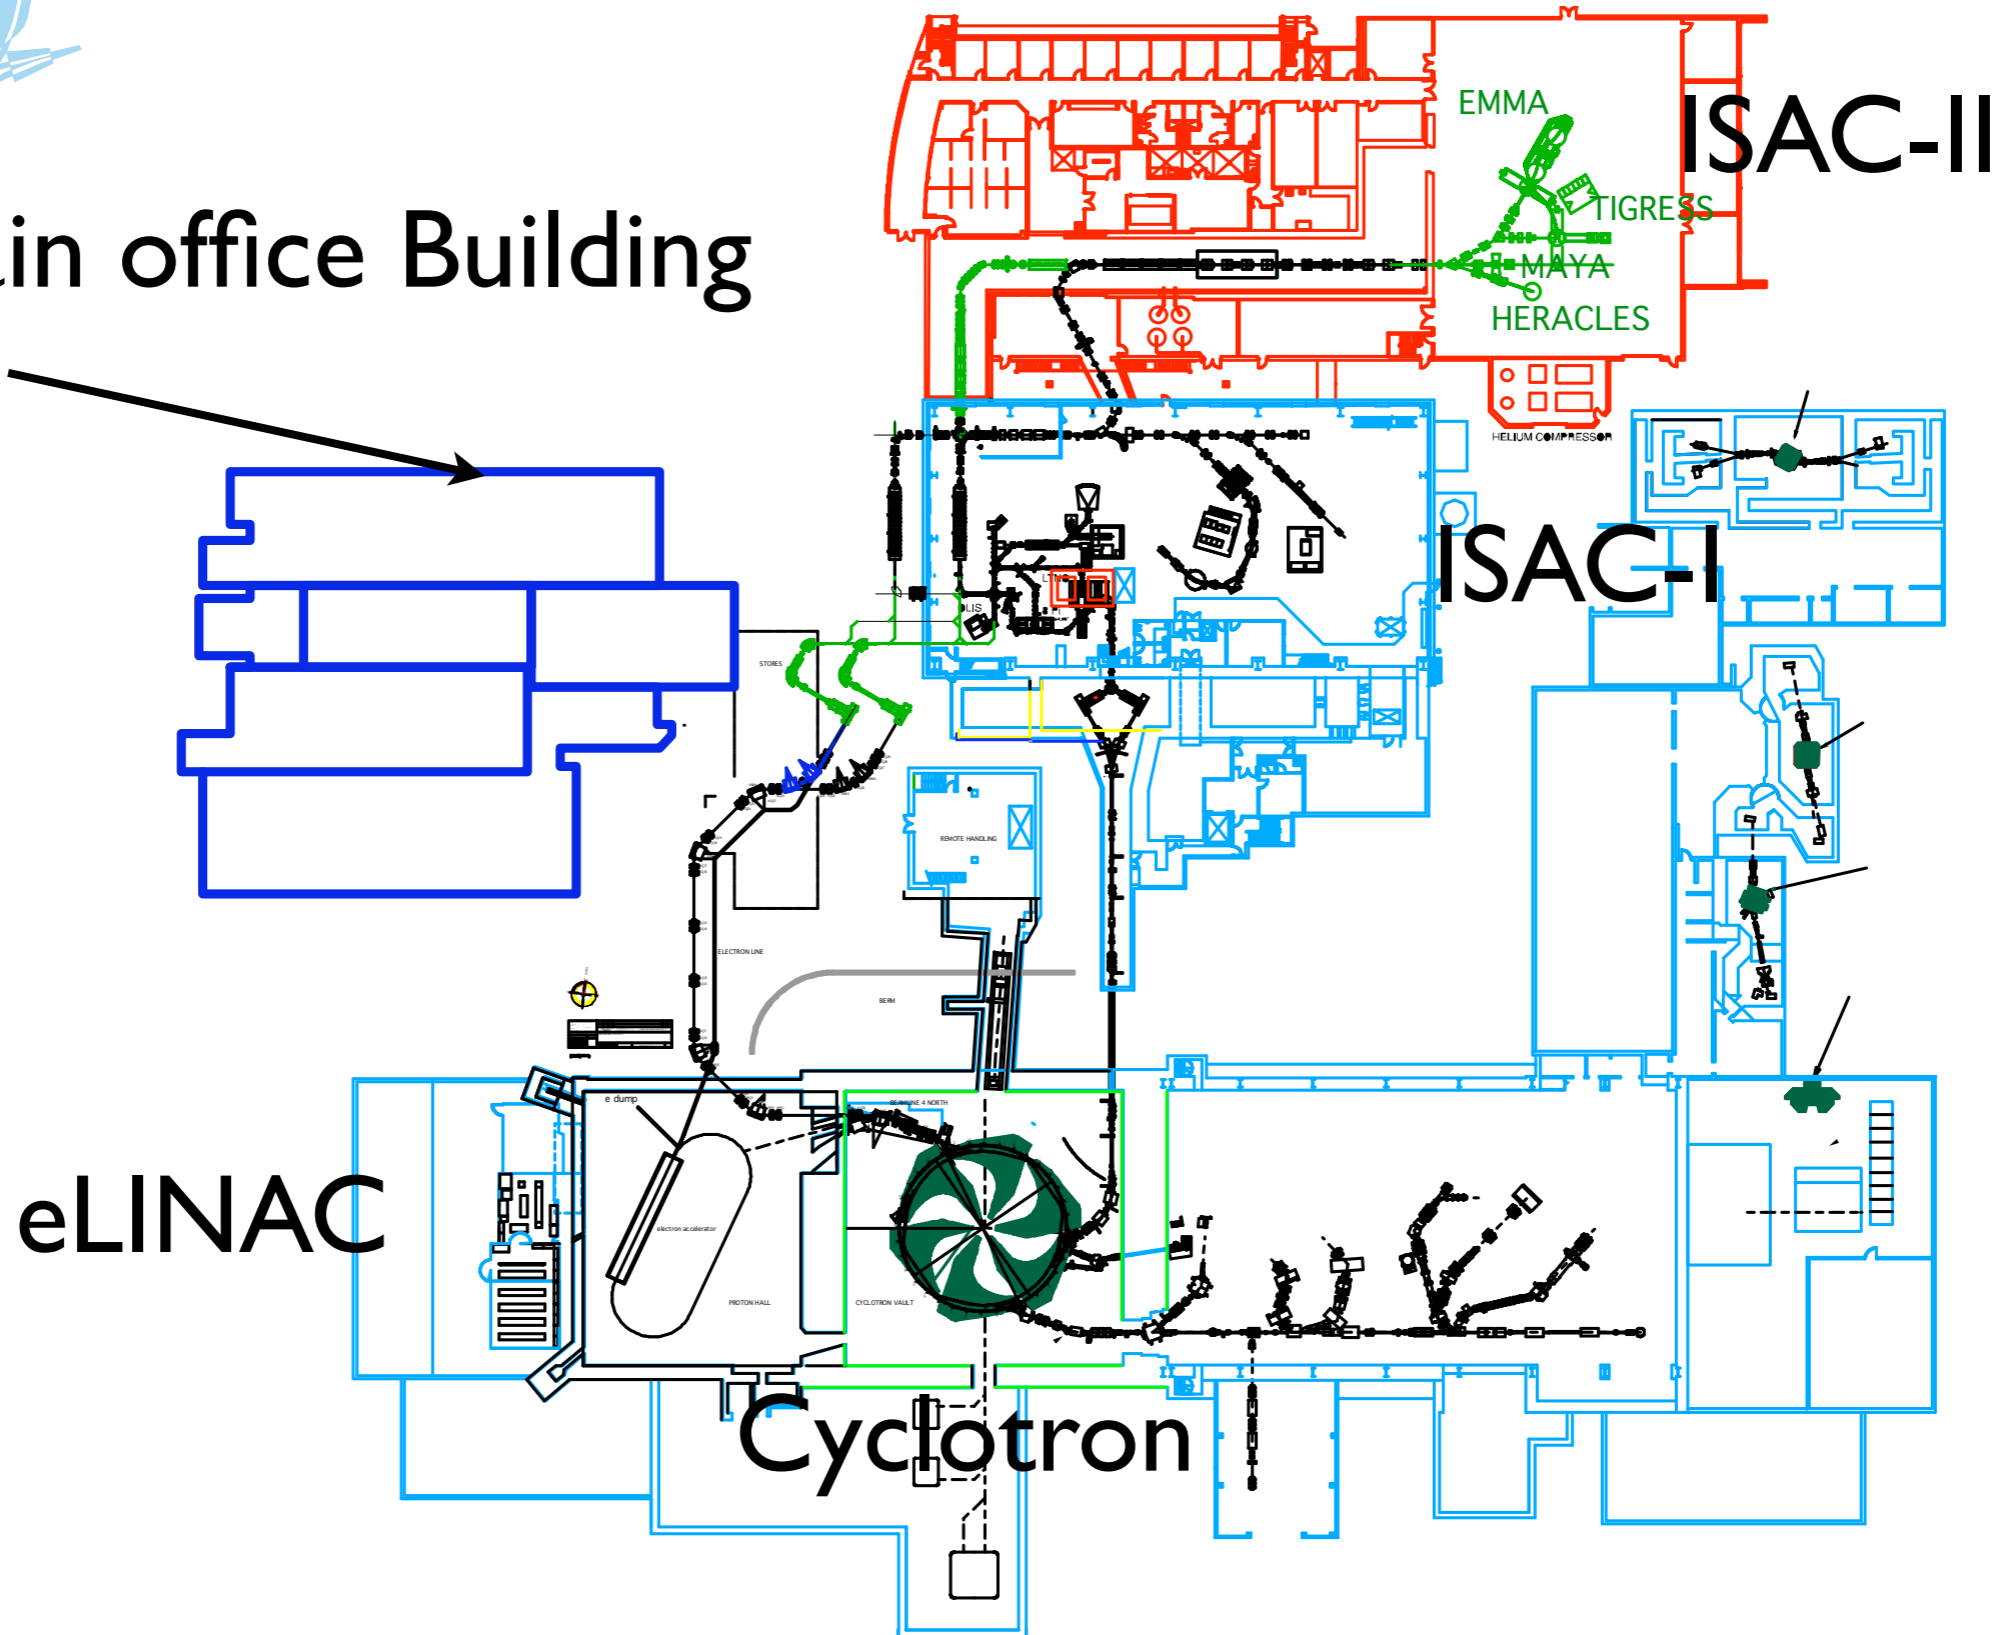 EMMA
ISAC-II
TIGRESS
in office Building
MAYA
HERACLES
HELIUM COMPRESSOR
ISAC-I
STORES
REMOTE HANDLING
ELECTRON LINE
BERM
e dump
BEAMLINE 4 NORTH
eLINAC
electron accelerator
PROTON HALL
CYCLOTRON VAULT
Cyclotron